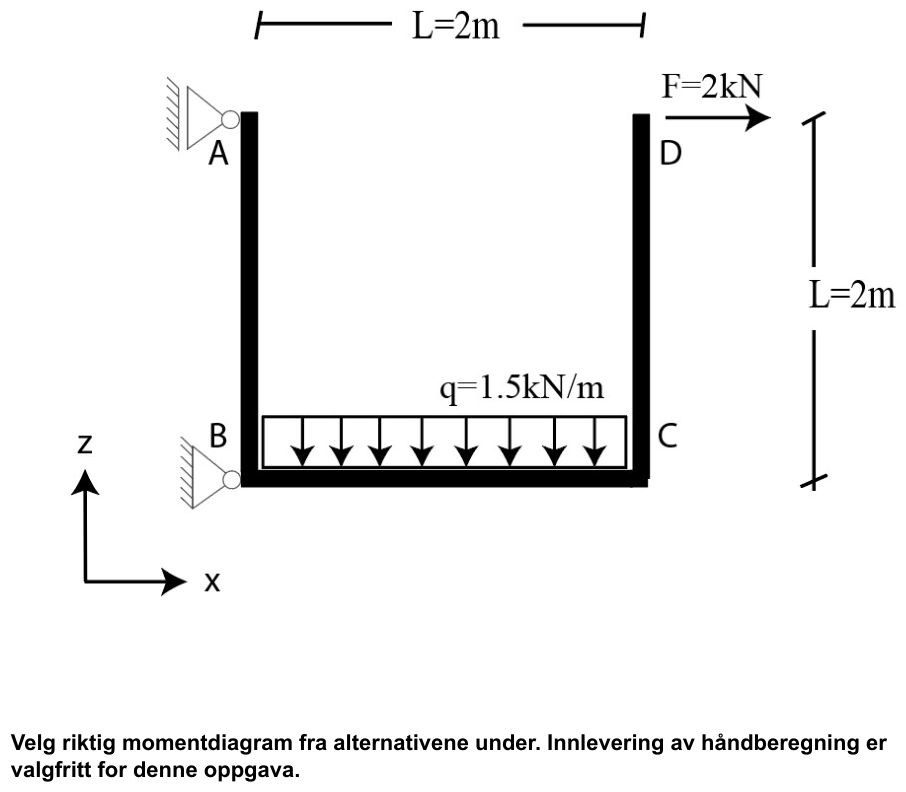 L=2m
F=2kN
A
D
L=2m
q=1.5kN/m
B
C
z
x
Velg riktig momentdiagram fra alternativene under. Innlevering av håndberegning er
valgfritt for denne oppgava.